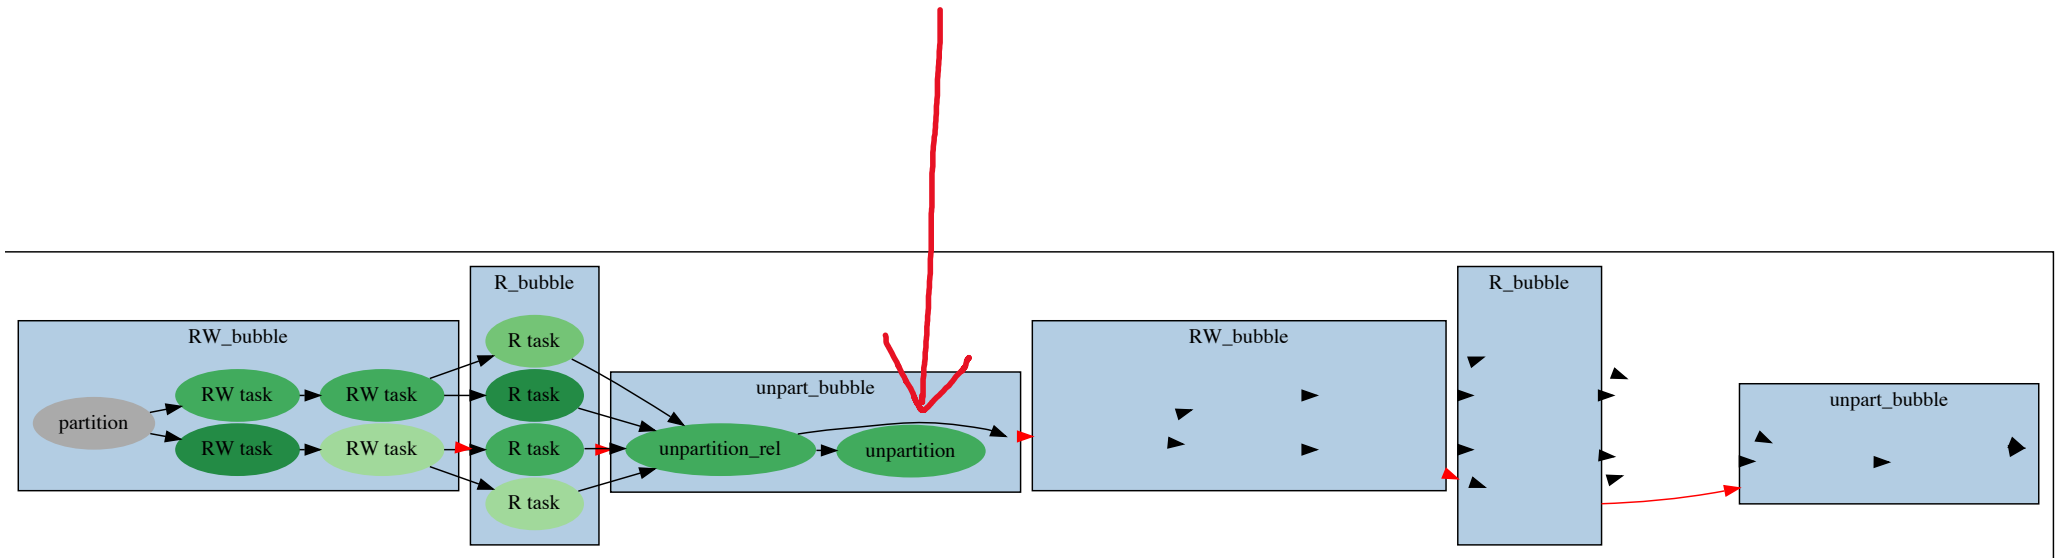 RW_bubble
partition
RW task
RW task
RW task
RW task
R_bubble
R task
R task
R task
R task
unpart_bubble
unpartition_rel
unpartition
RW_bubble
R_bubble
unpart_bubble